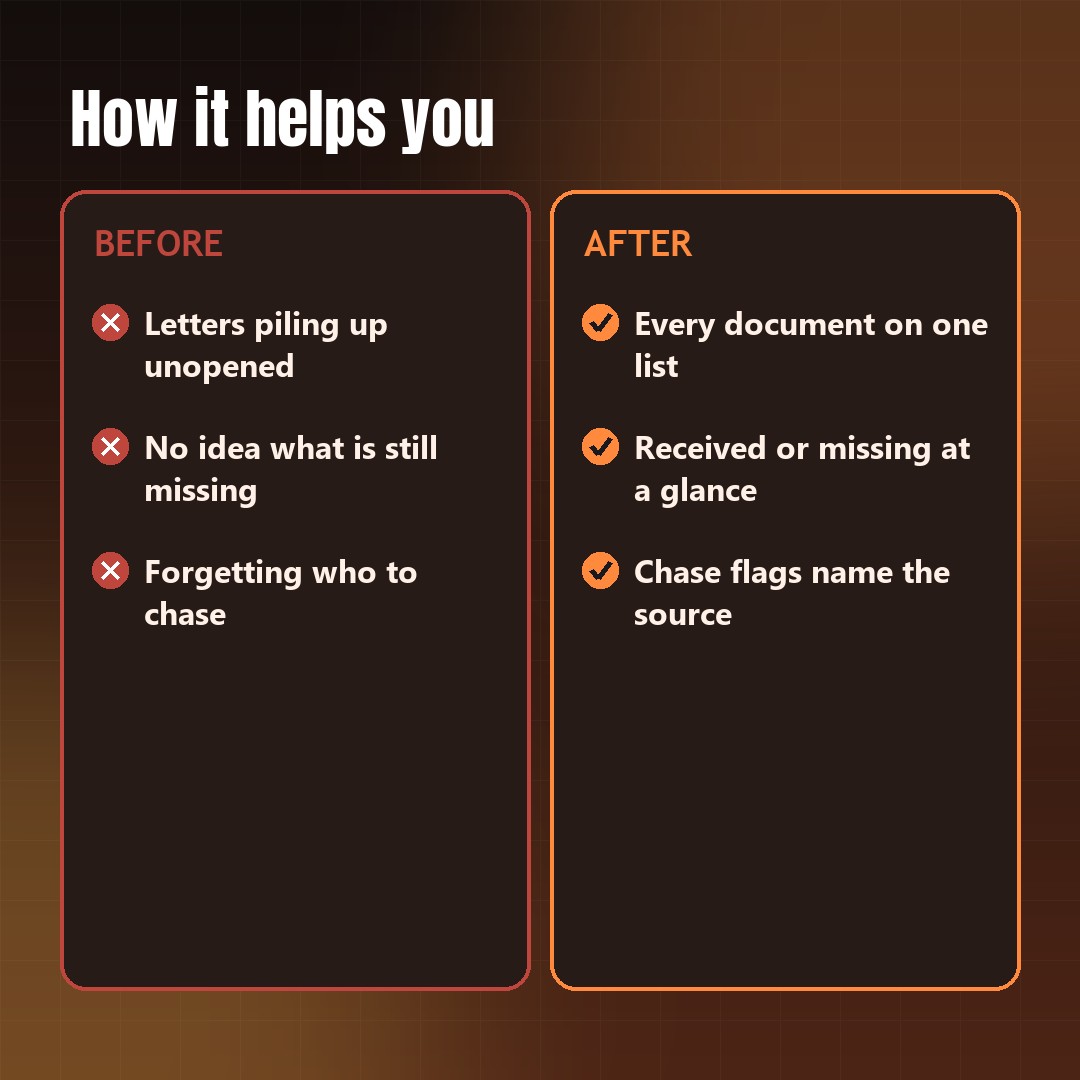 How it helps you
BEFORE
Letters piling up
unopened
No idea what is still
missing
Forgetting who to
chase
AFTER
Every document on one
list
Received or missing at
a glance
Chase flags name the
source